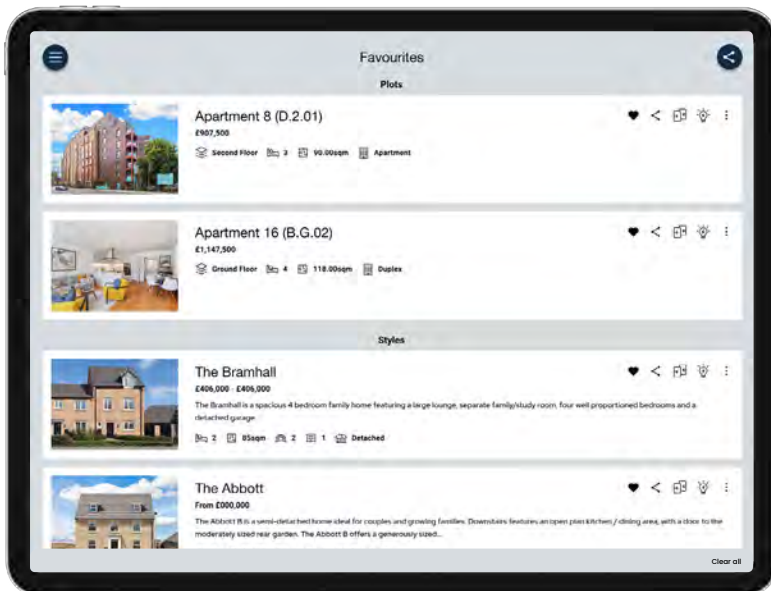 Favourites
Plots
Apartment 8 (D.2.01)
£907,500
Second Floor 3 90.00sqm Apartment
Apartment 16 (B.G.02)
£1,147,500
Ground Floor 4 118.00sqm Duplex
Styles
The Bramhall
£406,000 - £406,000
The Bramhall is a spacious 4 bedroom family home featuring a large lounge, separate family/study room, four well proportioned bedrooms and a
detached garage.
2 85sqm 2 1 Detached
The Abbott
From £000,000
The Abbott B is a semi-detached home ideal for couples and growing families. Downstairs features an open plan kitchen / dining area, with a door to the
moderately sized rear garden. The Abbott B offers a generously sized...
Clear all